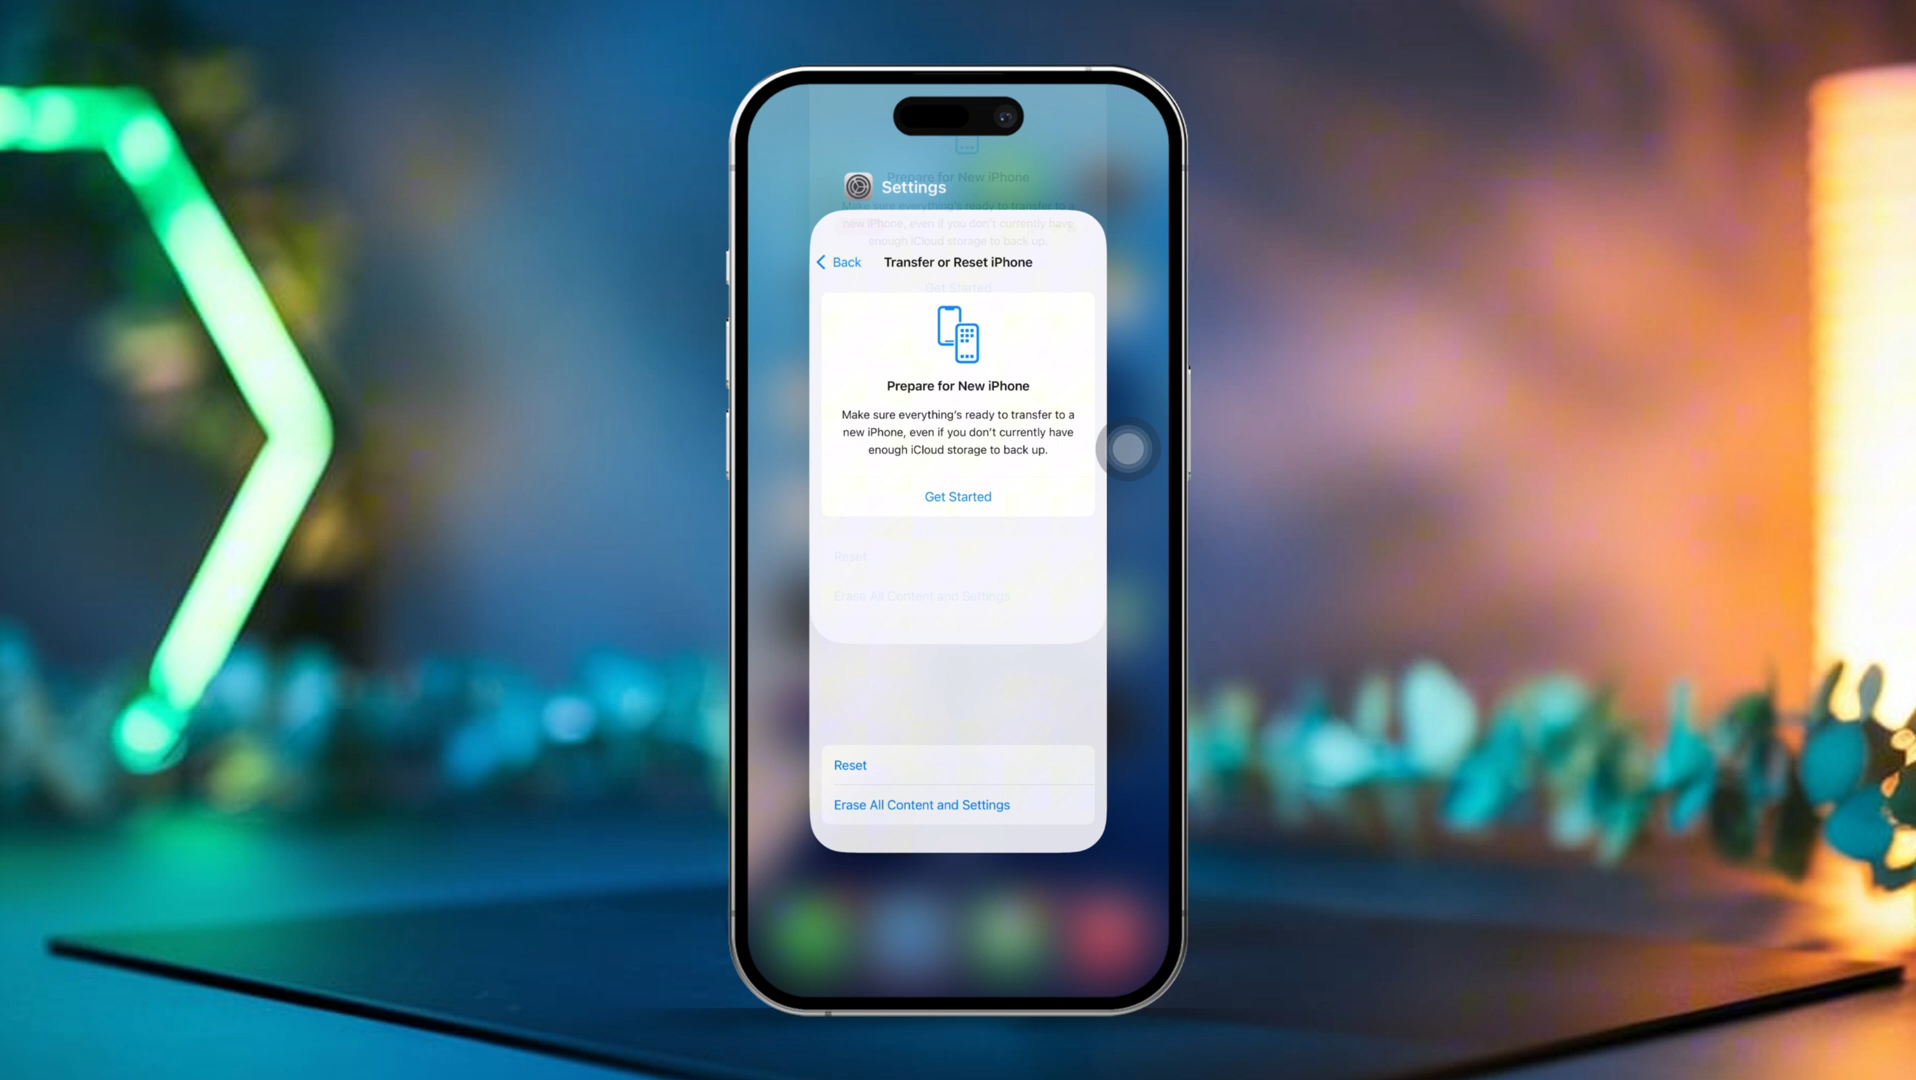 Prepare for New iPhone
Settings
Make sure everything's ready to transfer to a
new iPhone, even if you don't currently have
enough iCloud storage to back up.
Back
Transfer or Reset iPhone
Get Started
Prepare for New iPhone
Make sure everything's ready to transfer to a
new iPhone, even if you don't currently have
enough iCloud storage to back up.
Get Started
Reset
Erase All Content and Settings
Reset
Erase All Content and Settings